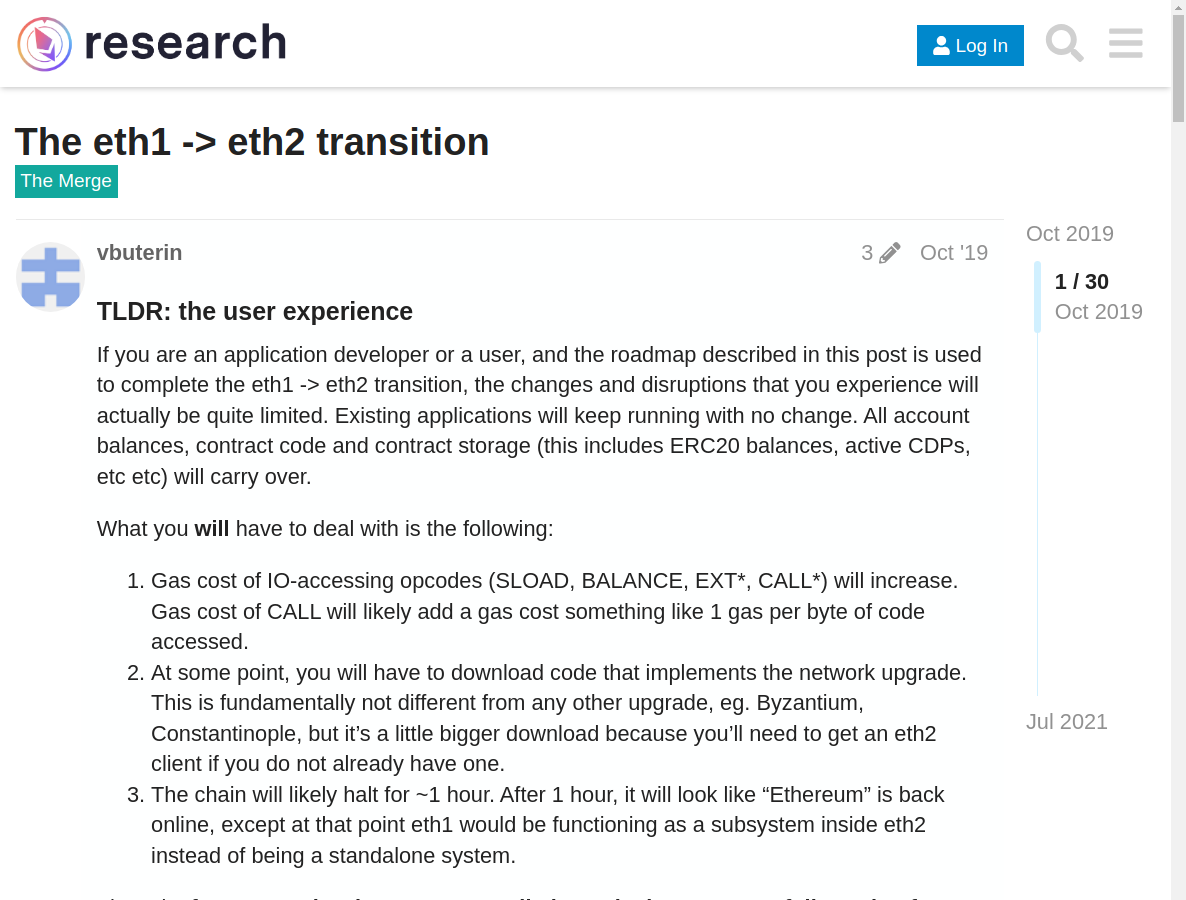 research
Log In
The eth1 -> eth2 transition
The Merge
Oct 2019
vbuterin
3
Oct '19
1 / 30
Oct 2019
TLDR: the user experience
If you are an application developer or a user, and the roadmap described in this post is used
to complete the eth1 -> eth2 transition, the changes and disruptions that you experience will
actually be quite limited. Existing applications will keep running with no change. All account
balances, contract code and contract storage (this includes ERC20 balances, active CDPs,
etc etc) will carry over.
What you will have to deal with is the following:
1. Gas cost of IO-accessing opcodes (SLOAD, BALANCE, EXT*, CALL*) will increase.
Gas cost of CALL will likely add a gas cost something like 1 gas per byte of code
accessed.
2. At some point, you will have to download code that implements the network upgrade.
This is fundamentally not different from any other upgrade, eg. Byzantium,
Constantinople, but it’s a little bigger download because you’ll need to get an eth2
client if you do not already have one.
3. The chain will likely halt for ~1 hour. After 1 hour, it will look like “Ethereum” is back
online, except at that point eth1 would be functioning as a subsystem inside eth2
instead of being a standalone system.
Jul 2021